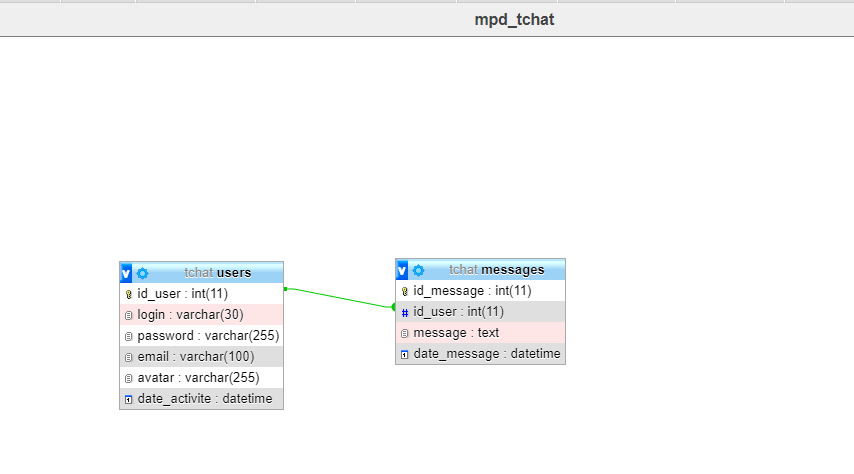 mpd_tchat
v tchat users
id_user : int(11)
login : varchar(30)
password : varchar(255)
email : varchar(100)
avatar : varchar(255)
date_activite : datetime
v tchat messages
id_message : int(11)
# id_user : int(11)
message : text
date_message : datetime